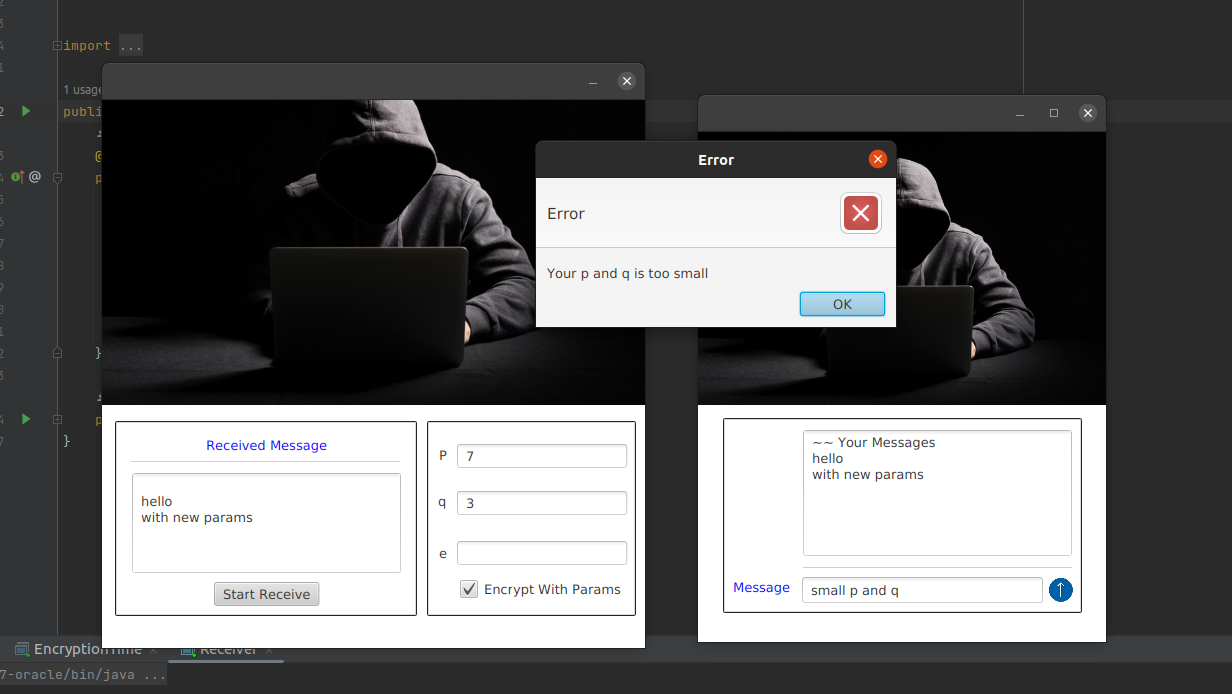 import ...
1 usage
publi
@
p
}
p
}
Error
Error
Your p and q is too small
OK
Received Message
hello
with new params
Start Receive
P 7
q 3
e
Encrypt With Params
~~ Your Messages
hello
with new params
Message small p and q
EncryptionTime
Receiver
7-oracle/bin/java ...